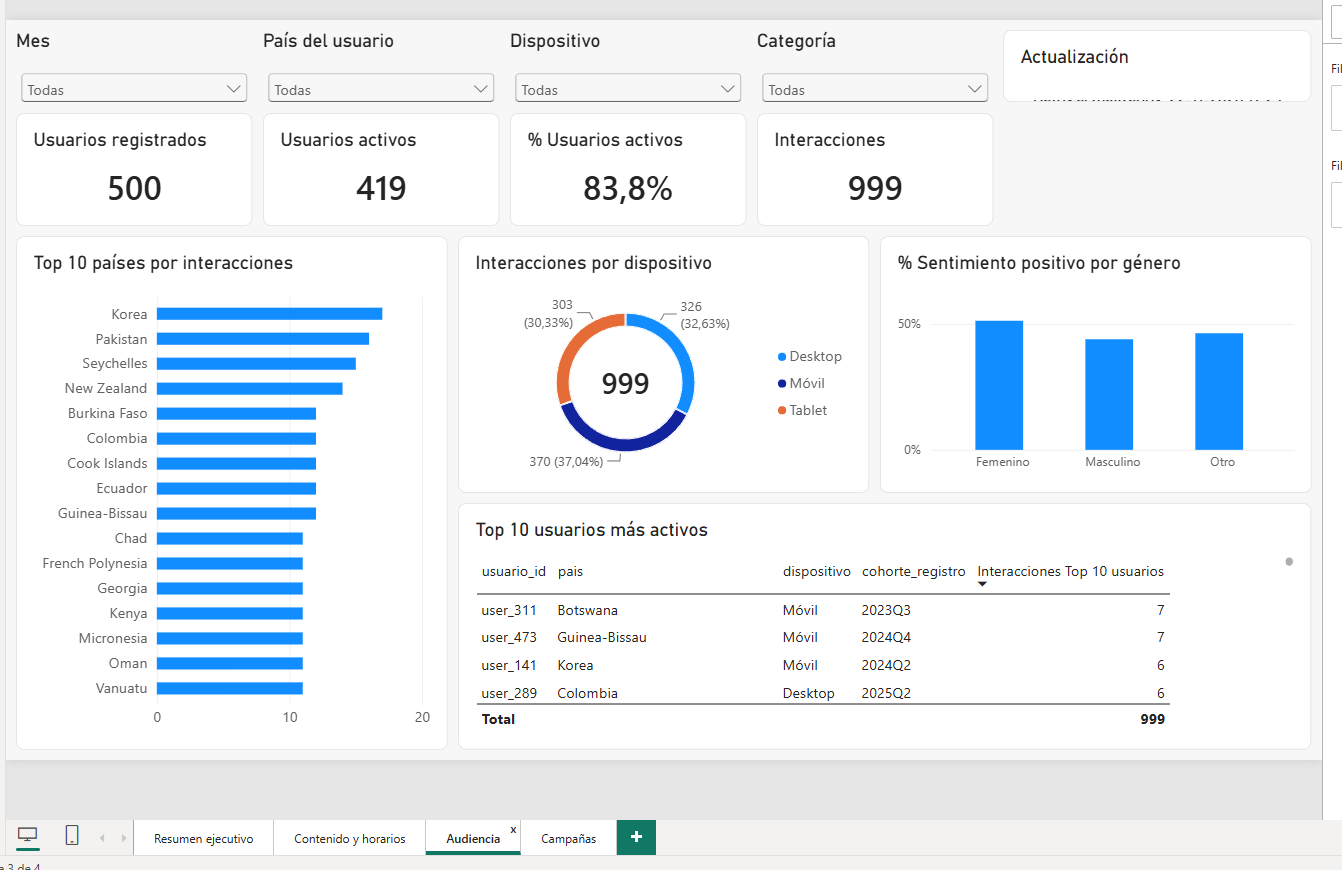 Mes
País del usuario
Dispositivo
Categoría
Actualización
Todas
Todas
Todas
Todas
Fil
Usuarios registrados
500
Usuarios activos
419
% Usuarios activos
83,8%
Interacciones
999
Fil
Top 10 países por interacciones
Korea
Pakistan
Seychelles
New Zealand
Burkina Faso
Colombia
Cook Islands
Ecuador
Guinea-Bissau
Chad
French Polynesia
Georgia
Kenya
Micronesia
Oman
Vanuatu
0 10 20
Interacciones por dispositivo
303
(30,33%)
326
(32,63%)
999
370 (37,04%)
Desktop
Móvil
Tablet
% Sentimiento positivo por género
50%
0%
Femenino Masculino Otro
Top 10 usuarios más activos
usuario_id pais dispositivo cohorte_registro Interacciones Top 10 usuarios
user_311 Botswana Móvil 2023Q3 7
user_473 Guinea-Bissau Móvil 2024Q4 7
user_141 Korea Móvil 2024Q2 6
user_289 Colombia Desktop 2025Q2 6
Total 999
Resumen ejecutivo
Contenido y horarios
Audiencia x
Campañas
+
3 de 4